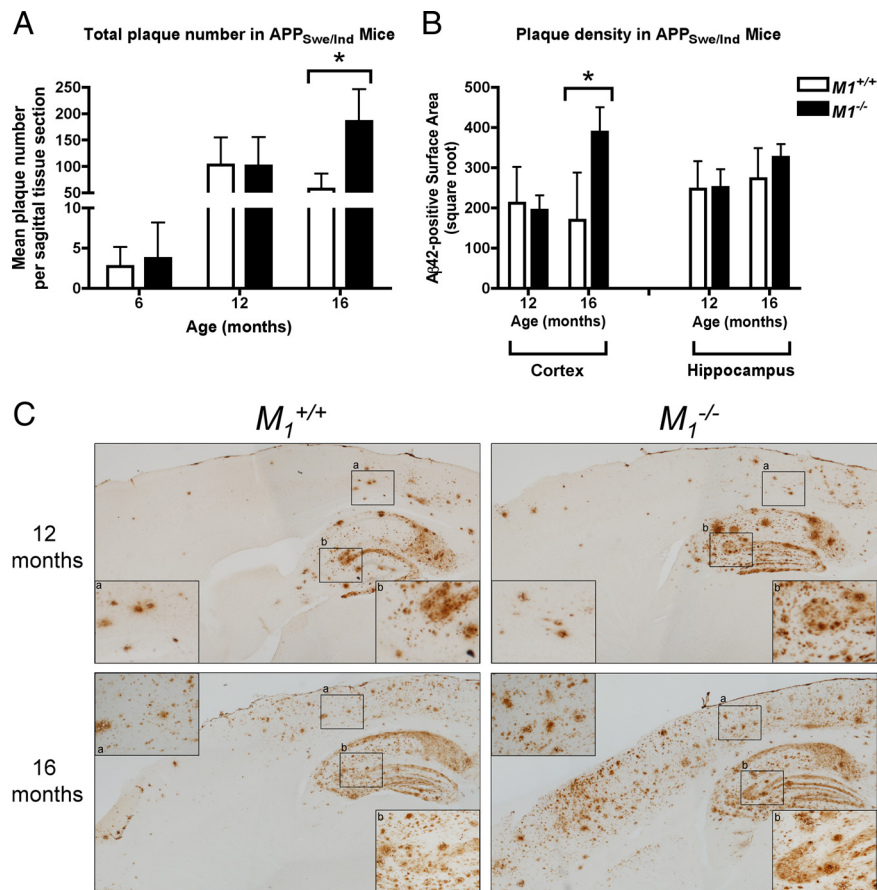 A
Total plaque number in APPSwe/Ind Mice
*
Mean plaque number
per sagittal tissue section
250
200
150
100
50
10
5
0
6
12
16
Age (months)
B
Plaque density in APPSwe/Ind Mice
*
M1+/+
M1-/-
Aβ42-positive Surface Area
(square root)
500
400
300
200
100
0
12
16
12
16
Age (months)
Age (months)
Cortex
Hippocampus
C
M1+/+
M1-/-
12
months
a
b
a
b
a
b
b
16
months
a
b
a
b
a
b
b